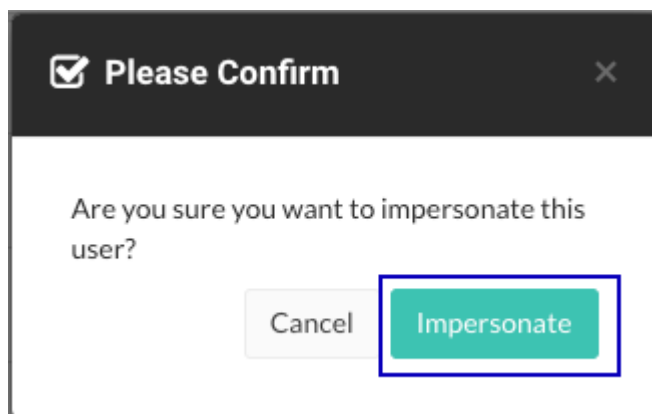 Please Confirm
Are you sure you want to impersonate this
user?
Cancel
Impersonate